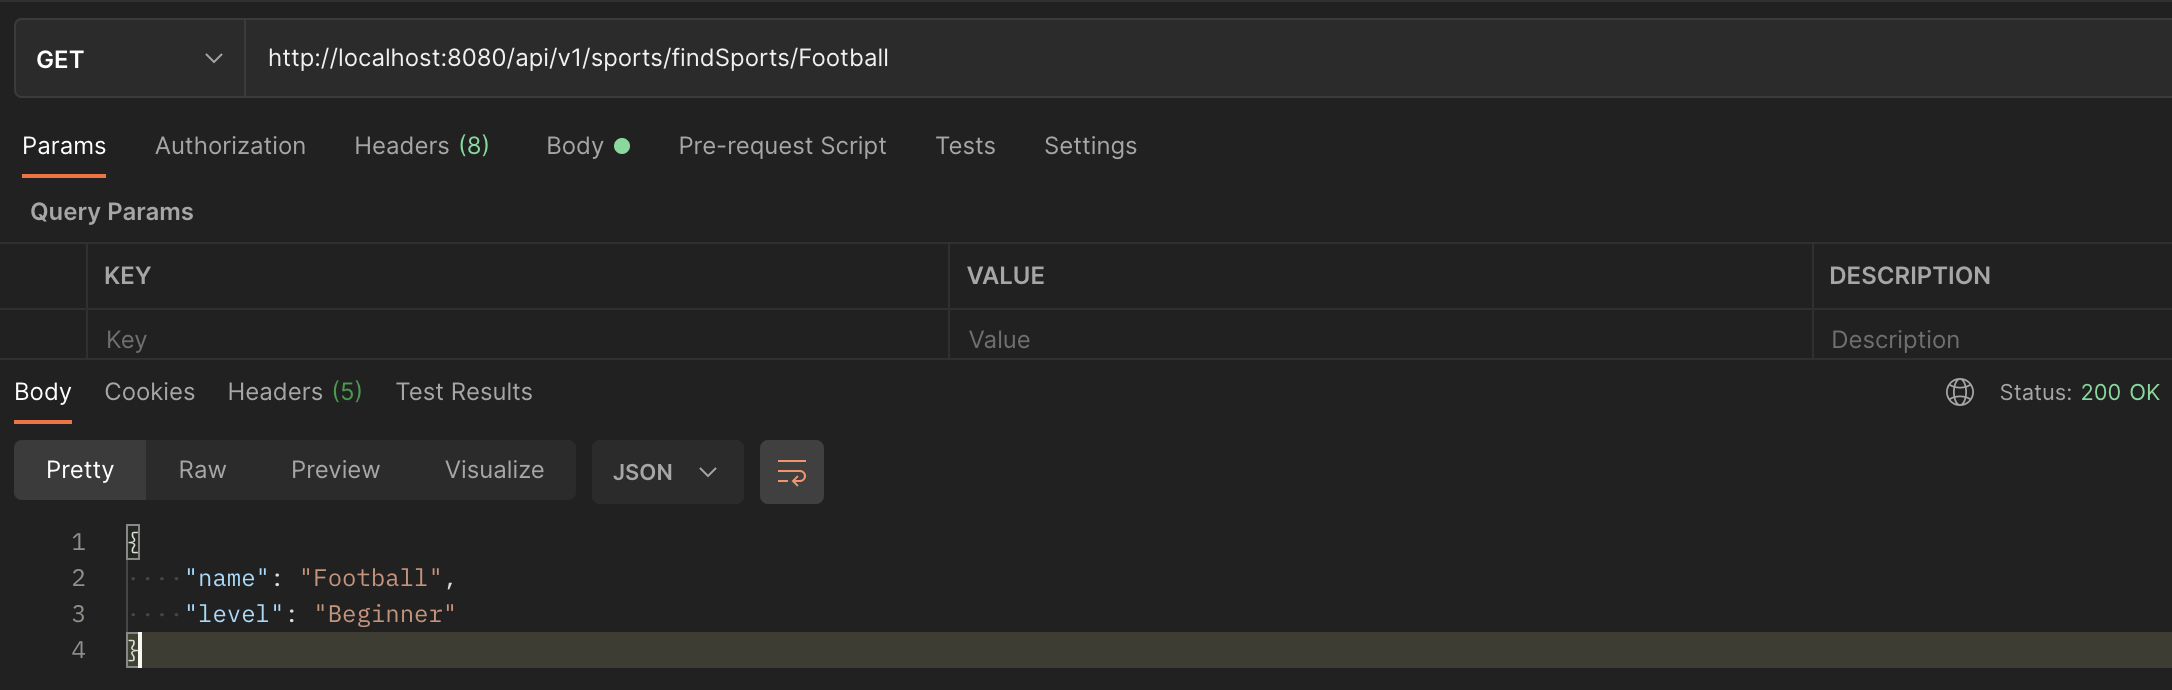 GET http://localhost:8080/api/v1/sports/findSports/Football
Params Authorization Headers (8) Body Pre-request Script Tests Settings
Query Params
KEY VALUE DESCRIPTION
Key Value Description
Body Cookies Headers (5) Test Results Status: 200 OK
Pretty Raw Preview Visualize JSON
1 {
2 "name": "Football",
3 "level": "Beginner"
4 }